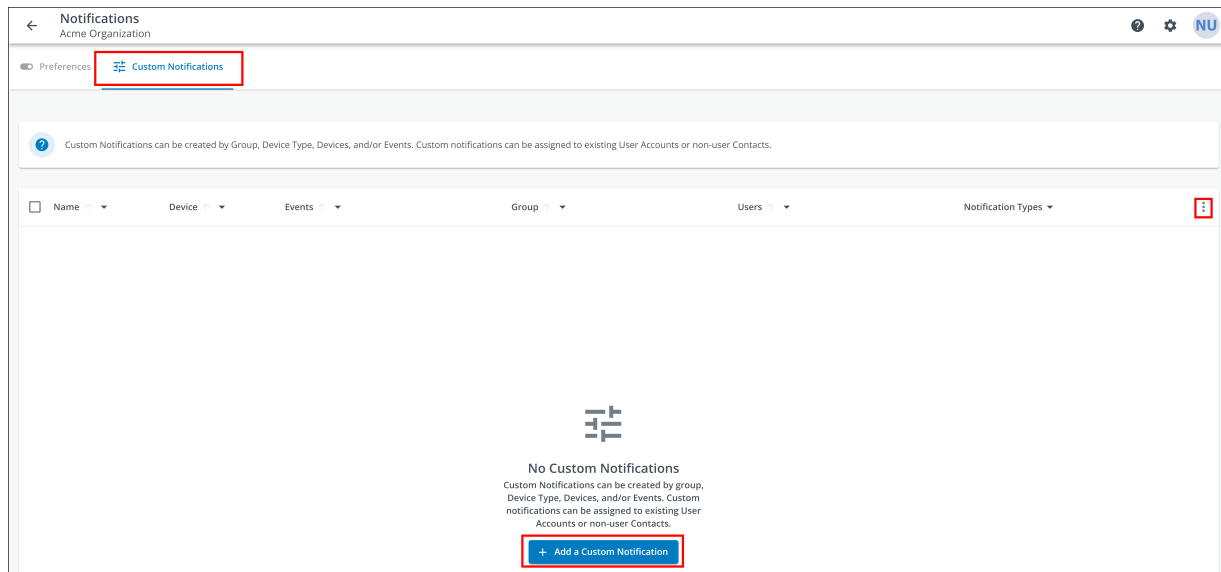 Notifications
Acme Organization
NU
Preferences
Custom Notifications
Custom Notifications can be created by Group, Device Type, Devices, and/or Events. Custom notifications can be assigned to existing User Accounts or non-user Contacts.
Name Device Events Group Users Notification Types
No Custom Notifications
Custom Notifications can be created by group,
Device Type, Devices, and/or Events. Custom
notifications can be assigned to existing User
Accounts or non-user Contacts.
+ Add a Custom Notification